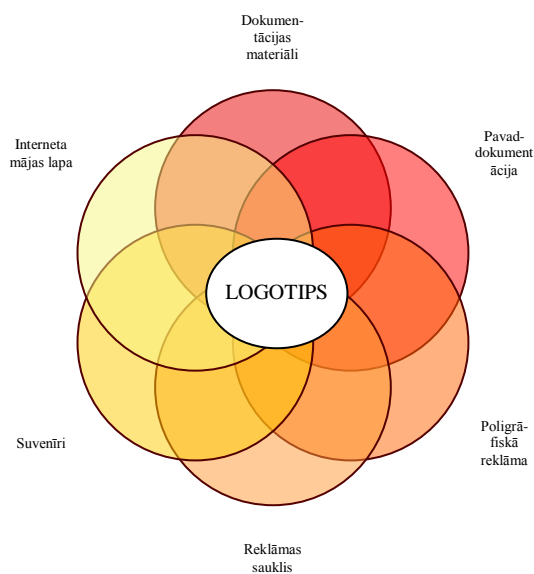 Dokumen-
tācijas
materiāli
Pavad-
dokument
ācija
Interneta
mājas lapa
LOGOTIPS
Suvenīri
Poligrā-
fiskā
reklāma
Reklāmas
sauklis